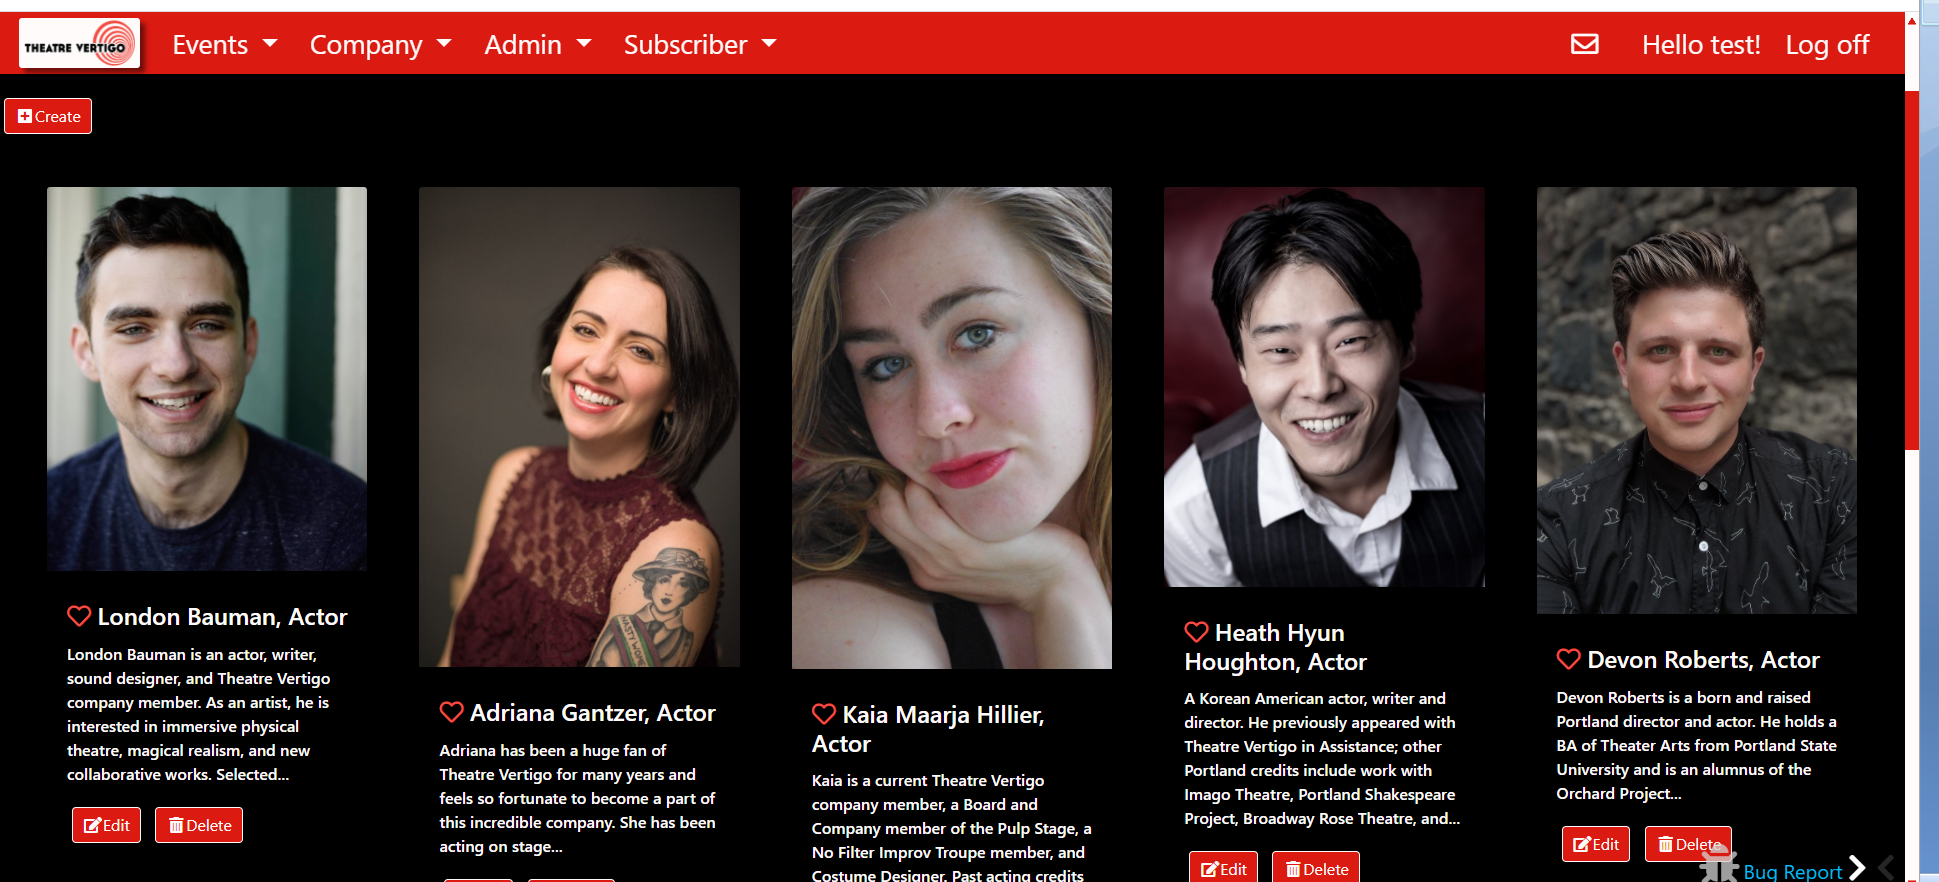 THEATRE VERTIGO
Events
Company
Admin
Subscriber
Hello test!
Log off
Create
London Bauman, Actor
London Bauman is an actor, writer,
sound designer, and Theatre Vertigo
company member. As an artist, he is
interested in immersive physical
theatre, magical realism, and new
collaborative works. Selected...
Edit
Delete
NASTY WOMEN
Adriana Gantzer, Actor
Adriana has been a huge fan of
Theatre Vertigo for many years and
feels so fortunate to become a part of
this incredible company. She has been
acting on stage...
Kaia Maarja Hillier,
Actor
Kaia is a current Theatre Vertigo
company member, a Board and
Company member of the Pulp Stage, a
No Filter Improv Troupe member, and
Costume Designer. Past acting credits
Heath Hyun
Houghton, Actor
A Korean American actor, writer and
director. He previously appeared with
Theatre Vertigo in Assistance; other
Portland credits include work with
Imago Theatre, Portland Shakespeare
Project, Broadway Rose Theatre, and...
Edit
Delete
Devon Roberts, Actor
Devon Roberts is a born and raised
Portland director and actor. He holds a
BA of Theater Arts from Portland State
University and is an alumnus of the
Orchard Project...
Edit
Delete
Bug Report